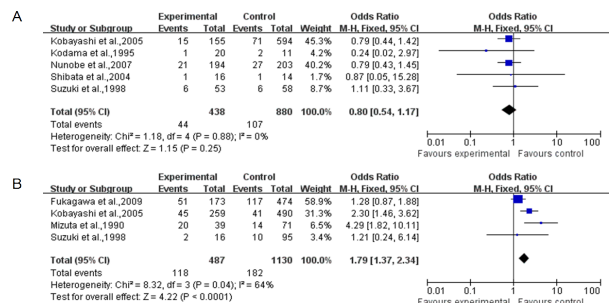 A
Experimental Control Odds Ratio Odds Ratio
Study or Subgroup Events Total Events Total Weight M-H, Fixed, 95% CI M-H, Fixed, 95% CI
Kobayashi et al.,2005 15 155 71 594 45.3% 0.79 [0.44, 1.42]
Kodama et al.,1995 1 20 2 11 4.9% 0.24 [0.02, 2.97]
Nunobe et al.,2007 21 194 27 203 40.2% 0.79 [0.43, 1.45]
Shibata et al.,2004 1 16 1 14 1.7% 0.87 [0.05, 15.28]
Suzuki et al.,1998 6 53 6 58 8.7% 1.11 [0.33, 3.67]
Total (95% CI) 438 880 100.0% 0.80 [0.54, 1.17]
Total events 44 107
Heterogeneity: Chi² = 1.18, df = 4 (P = 0.88); I² = 0%
Test for overall effect: Z = 1.15 (P = 0.25)
0.01 0.1 1 10 100
Favours experimental Favours control
B
Experimental Control Odds Ratio Odds Ratio
Study or Subgroup Events Total Events Total Weight M-H, Fixed, 95% CI M-H, Fixed, 95% CI
Fukagawa et al.,2009 51 173 117 474 58.9% 1.28 [0.87, 1.88]
Kobayashi et al.,2005 45 259 41 490 31.3% 2.30 [1.46, 3.62]
Mizuta et al.,1990 20 39 14 71 6.4% 4.29 [1.82, 10.11]
Suzuki et al.,1998 2 16 10 95 3.4% 1.21 [0.24, 6.14]
Total (95% CI) 487 1130 100.0% 1.79 [1.37, 2.34]
Total events 118 182
Heterogeneity: Chi² = 8.32, df = 3 (P = 0.04); I² = 64%
Test for overall effect: Z = 4.22 (P < 0.0001)
0.01 0.1 1 10 100
Favours experimental Favours control